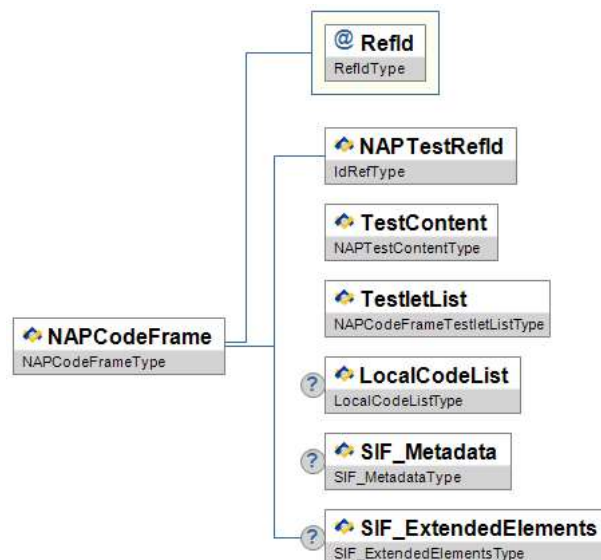 @ RefId
RefIdType
NAPTestRefId
IdRefType
TestContent
NAPTestContentType
TestletList
NAPCodeFrameTestletListType
NAPCodeFrame
NAPCodeFrameType
? LocalCodeList
LocalCodeListType
? SIF_Metadata
SIF_MetadataType
? SIF_ExtendedElements
SIF_ExtendedElementsType